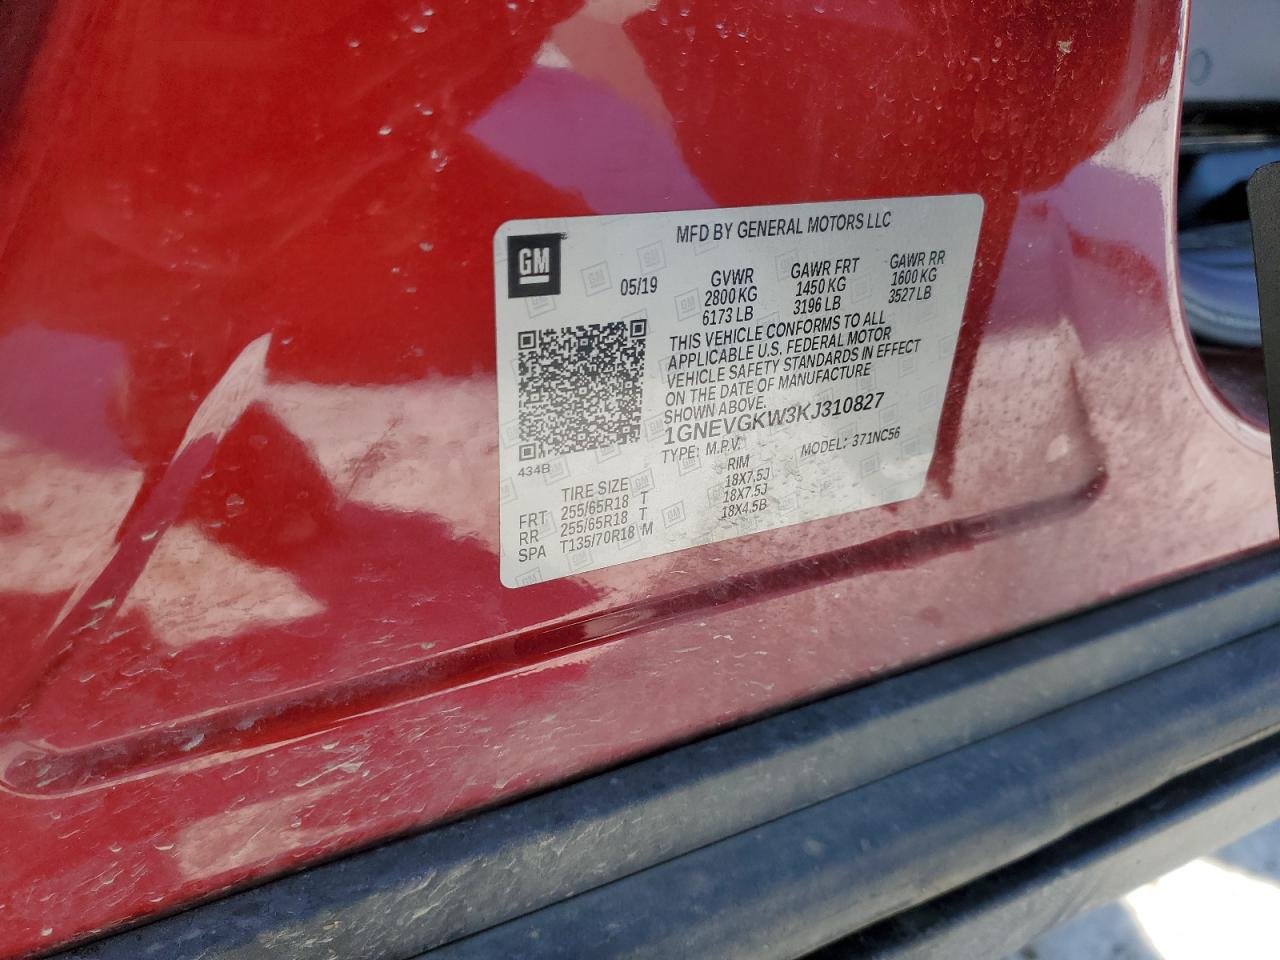 MFD BY GENERAL MOTORS LLC
GM
05/19
GVWR GAWR FRT GAWR RR
2800 KG 1450 KG 1600 KG
6173 LB 3196 LB 3527 LB
THIS VEHICLE CONFORMS TO ALL
APPLICABLE U.S. FEDERAL MOTOR
VEHICLE SAFETY STANDARDS IN EFFECT
ON THE DATE OF MANUFACTURE
SHOWN ABOVE.
1GNEVGKW3KJ310827
TYPE: M.P.V. MODEL: 371NC56
434B
TIRE SIZE RIM
FRT 255/65R18 T 18X7.5J
RR 255/65R18 T 18X7.5J
SPA T135/70R18 M 18X4.5B